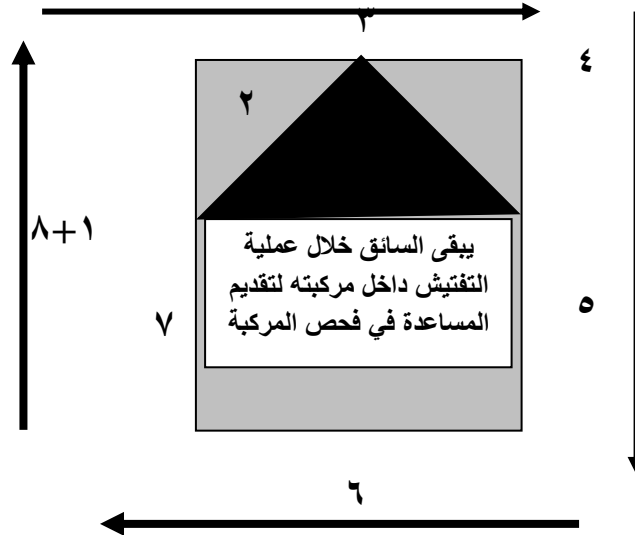 ٣
٤
٢
٨+١
يبقى السائق خلال عملية
التفتيش داخل مركبته لتقديم
المساعدة في فحص المركبة
٥
٧
٦